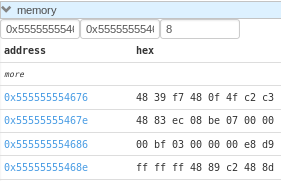 memory
0x5555555546 0x5555555546 8
address hex
more
0x555555554676 48 39 f7 48 0f 4f c2 c3
0x55555555467e 48 83 ec 08 be 07 00 00
0x555555554686 00 bf 03 00 00 00 e8 d9
0x55555555468e ff ff ff 48 89 c2 48 8d